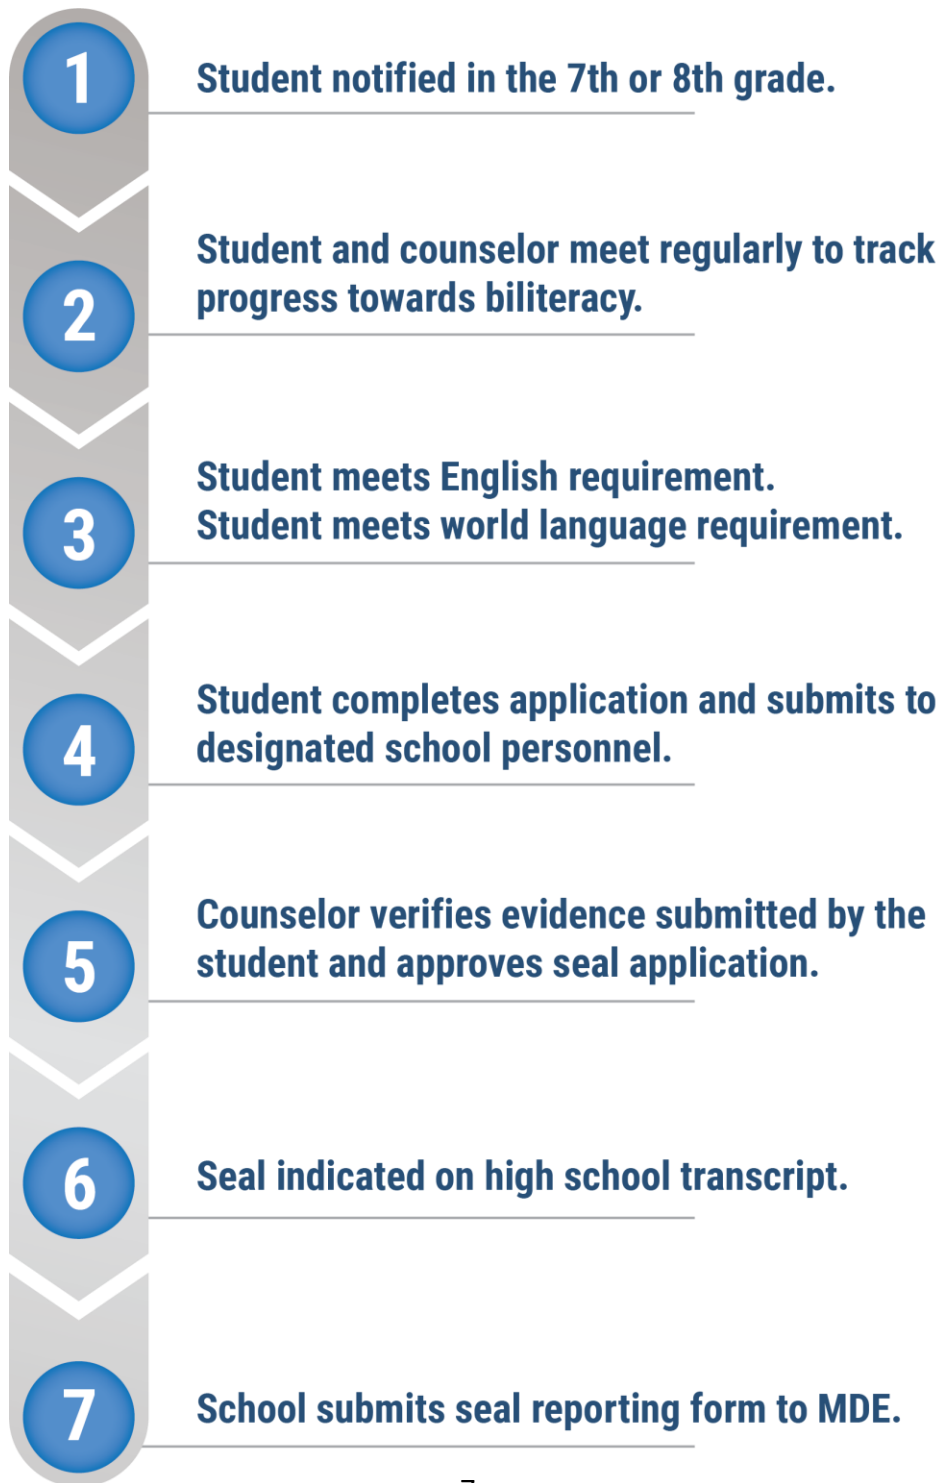 1
Student notified in the 7th or 8th grade.
2
Student and counselor meet regularly to track
progress towards biliteracy.
3
Student meets English requirement.
Student meets world language requirement.
4
Student completes application and submits to
designated school personnel.
5
Counselor verifies evidence submitted by the
student and approves seal application.
6
Seal indicated on high school transcript.
7
School submits seal reporting form to MDE.